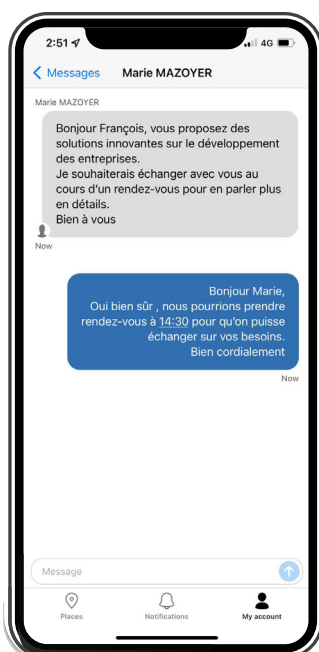 2:51
4G
Messages
Marie MAZOYER
Marie MAZOYER
Bonjour François, vous proposez des
solutions innovantes sur le développement
des entreprises.
Je souhaiterais échanger avec vous au
cours d'un rendez-vous pour en parler plus
en détails.
Bien à vous
Now
Bonjour Marie,
Oui bien sûr , nous pourrions prendre
rendez-vous à 14:30 pour qu'on puisse
échanger sur vos besoins.
Bien cordialement
Now
Message
Places
Notifications
My account